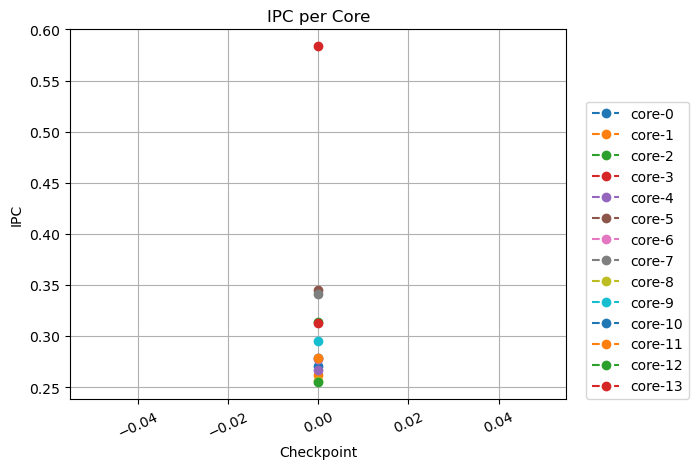 IPC per Core
0.60
0.55
0.50
0.45
0.40
0.35
0.30
0.25
IPC
−0.04
−0.02
0.00
0.02
0.04
Checkpoint
core-0
core-1
core-2
core-3
core-4
core-5
core-6
core-7
core-8
core-9
core-10
core-11
core-12
core-13